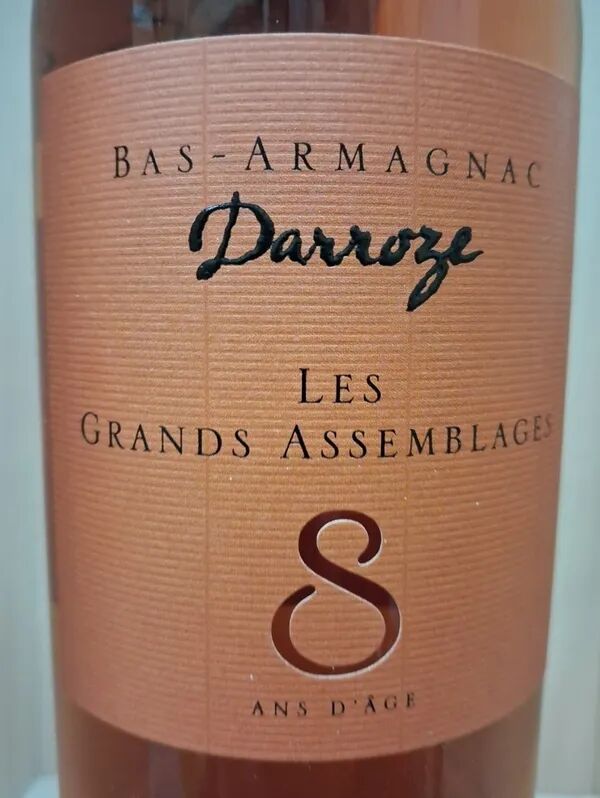 BAS-ARMAGNAC
Darroze
LES
GRANDS ASSEMBLAGES
8
ANS D'ÂGE